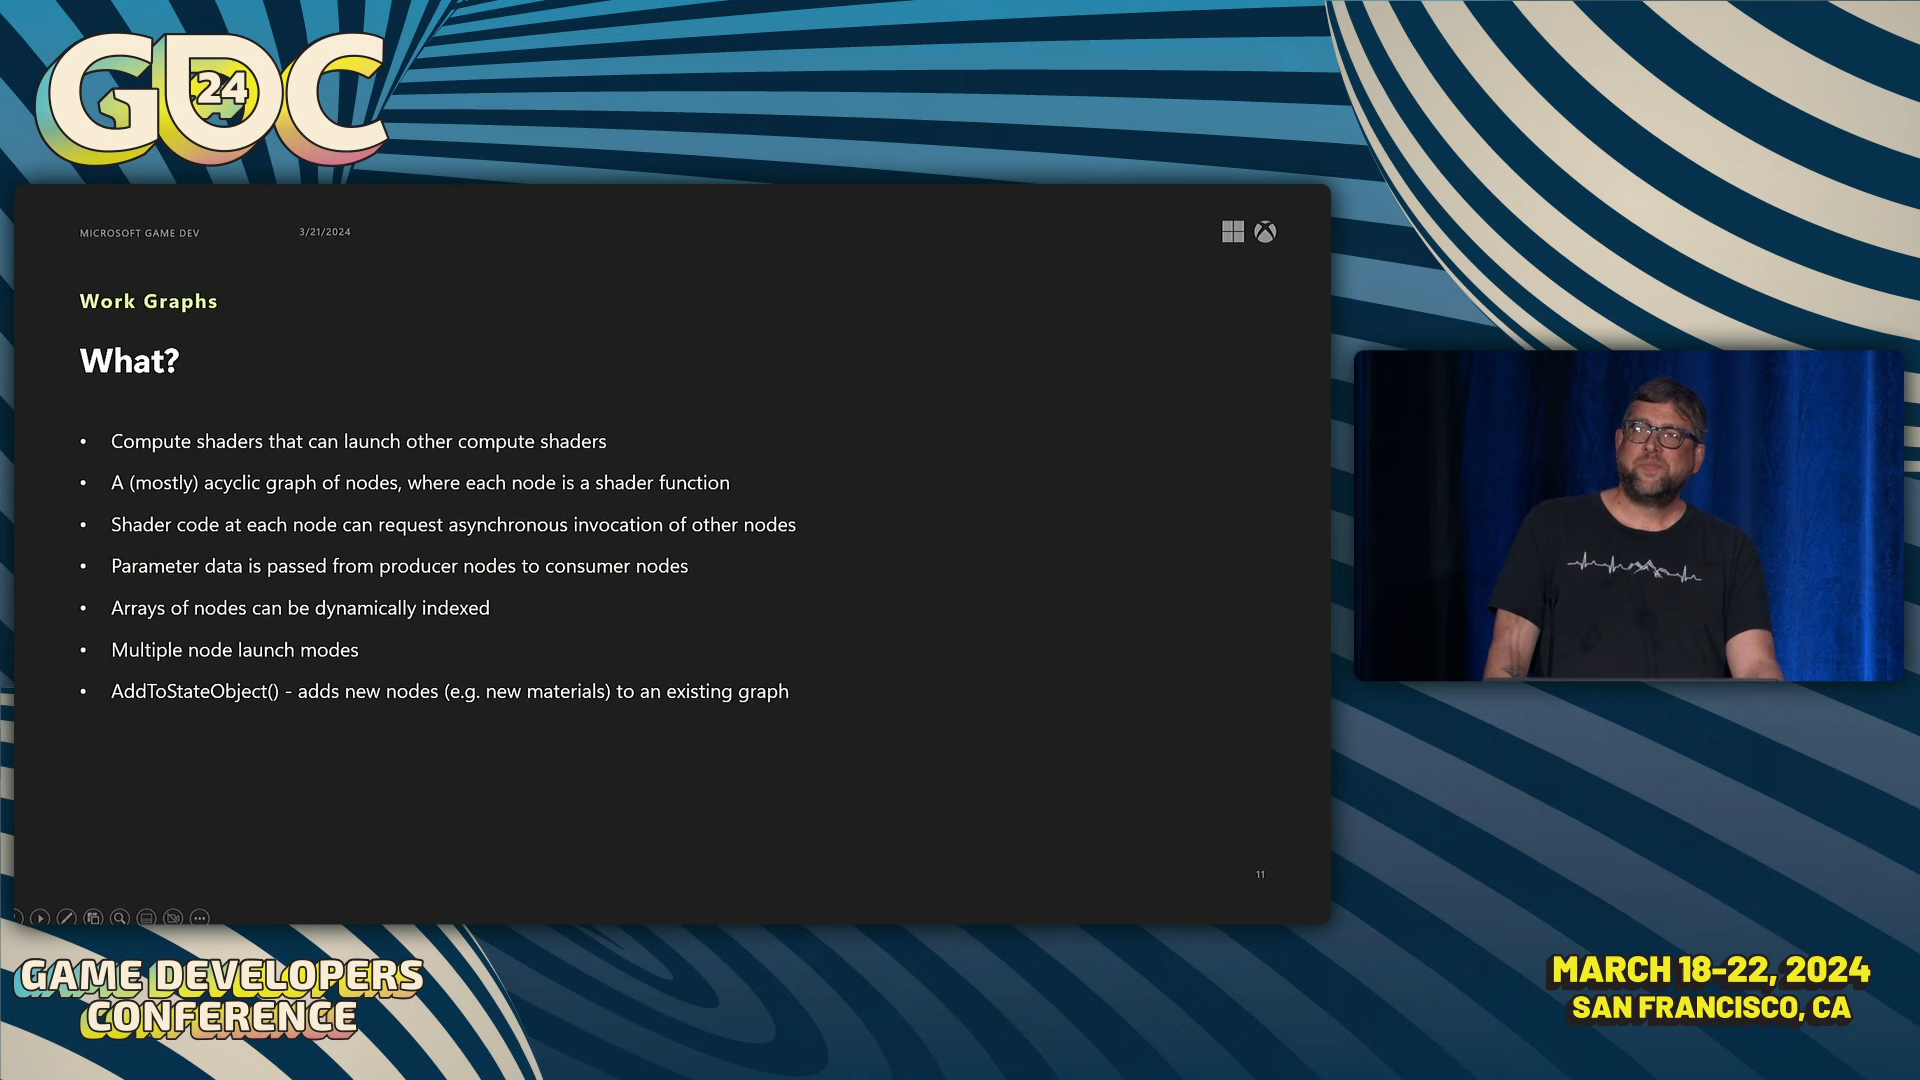 GDC
24
MICROSOFT GAME DEV 3/21/2024
Work Graphs
What?
• Compute shaders that can launch other compute shaders
• A (mostly) acyclic graph of nodes, where each node is a shader function
• Shader code at each node can request asynchronous invocation of other nodes
• Parameter data is passed from producer nodes to consumer nodes
• Arrays of nodes can be dynamically indexed
• Multiple node launch modes
• AddToStateObject() - adds new nodes (e.g. new materials) to an existing graph
11
GAME DEVELOPERS
CONFERENCE
MARCH 18-22, 2024
SAN FRANCISCO, CA